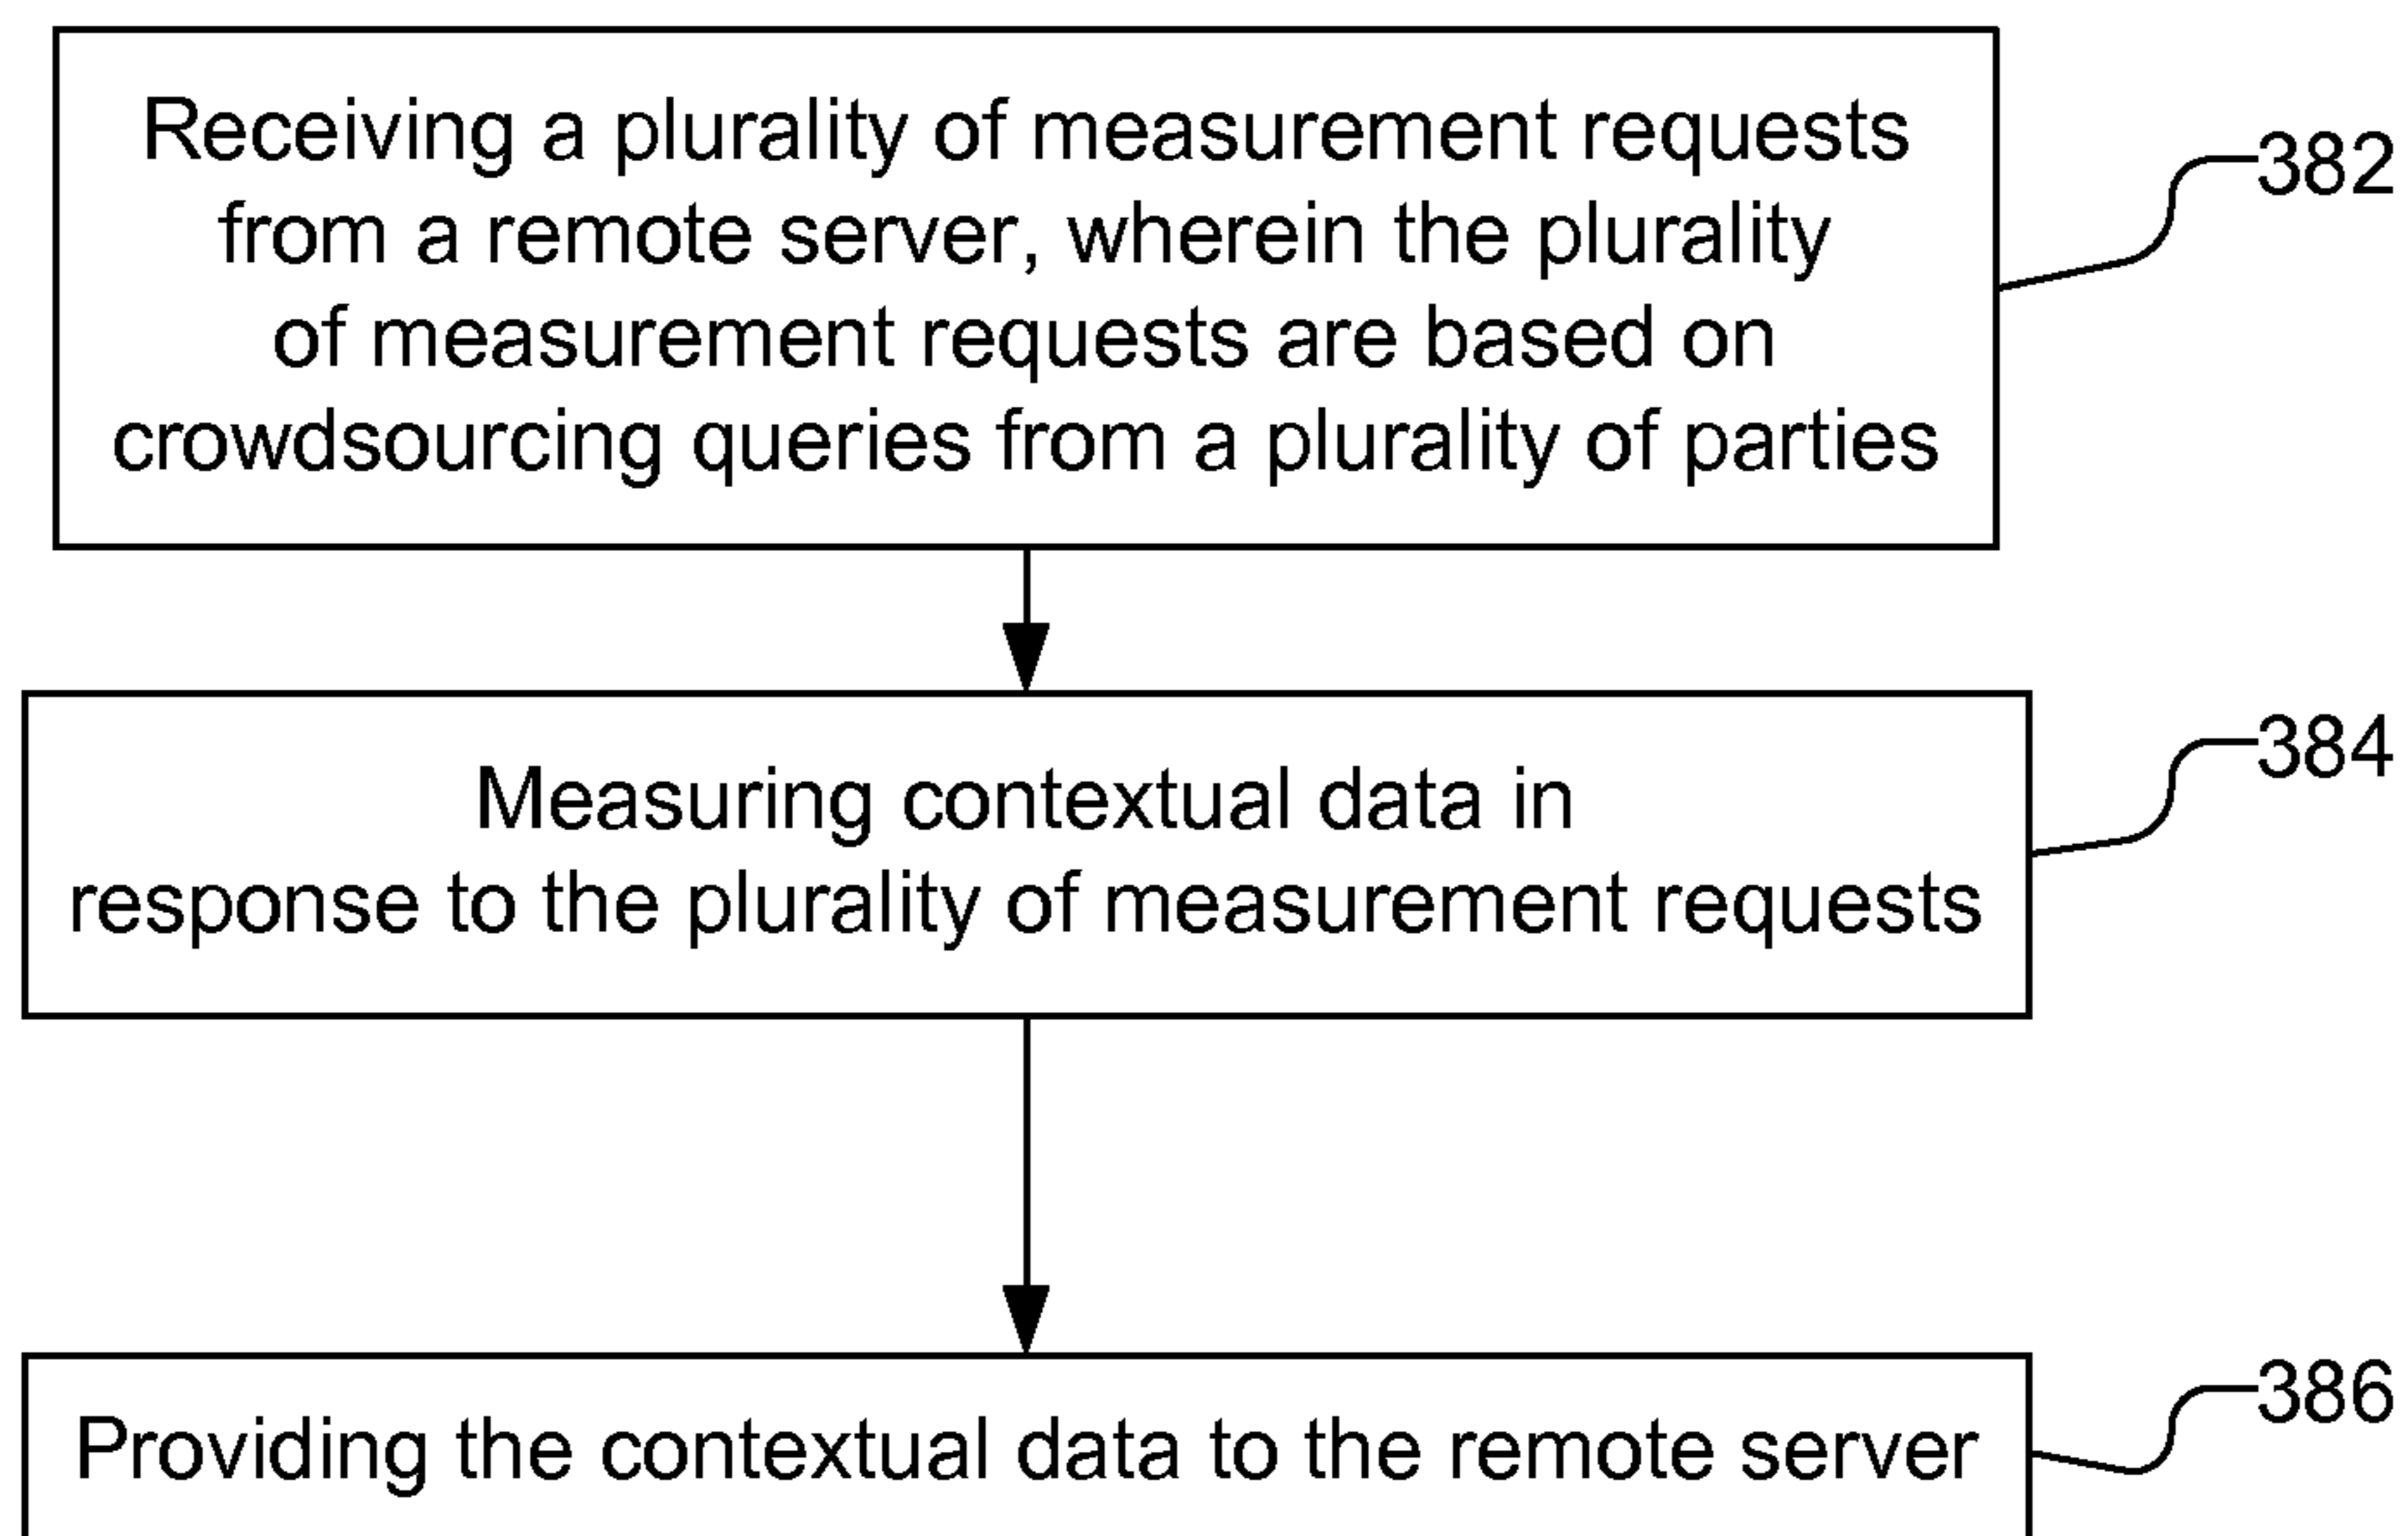 Receiving a plurality of measurement requests
from a remote server, wherein the plurality
of measurement requests are based on
crowdsourcing queries from a plurality of parties
382
Measuring contextual data in
response to the plurality of measurement requests
384
Providing the contextual data to the remote server
386